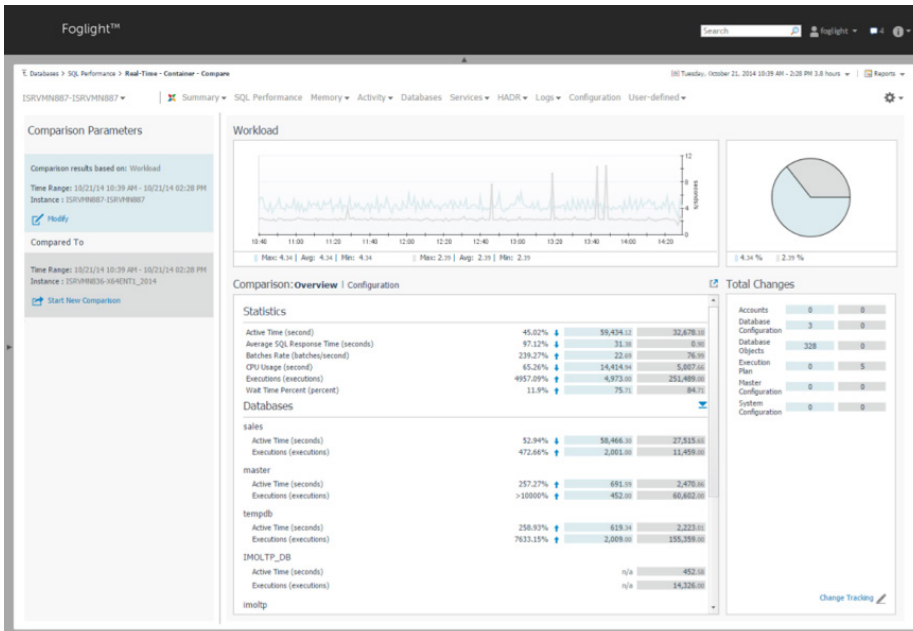 Foglight™
Search
foglight
4
Databases > SQL Performance > Real-Time - Container - Compare
Tuesday, October 21, 2014 10:39 AM - 2:28 PM 3.8 hours
Reports
ISRVMN887-ISRVMN887
Summary SQL Performance Memory Activity Databases Services HADR Logs Configuration User-defined
Comparison Parameters
Comparison results based on: Workload
Time Range: 10/21/14 10:39 AM - 10/21/14 02:28 PM
Instance : ISRVMN887-ISRVMN887
Modify
Compared To
Time Range: 10/21/14 10:39 AM - 10/21/14 02:28 PM
Instance : ISRVMN836-X64ENT1_2014
Start New Comparison
Workload
12
8
4
0
sessions/s
10:40 11:00 11:20 11:40 12:00 12:20 12:40 13:00 13:20 13:40 14:00 14:20
Max: 4.34 | Avg: 4.34 | Min: 4.34
Max: 2.39 | Avg: 2.39 | Min: 2.39
4.34 % 2.39 %
Comparison: Overview | Configuration
Statistics
Active Time (second) 45.02% 59,434.12 32,678.10
Average SQL Response Time (seconds) 97.12% 31.38 0.90
Batches Rate (batches/second) 239.27% 22.69 76.99
CPU Usage (second) 65.26% 14,414.94 5,007.66
Executions (executions) 4957.09% 4,973.00 251,489.00
Wait Time Percent (percent) 11.9% 75.71 84.71
Databases
sales
Active Time (seconds) 52.94% 58,466.30 27,515.65
Executions (executions) 472.66% 2,001.00 11,459.00
master
Active Time (seconds) 257.27% 691.59 2,470.86
Executions (executions) >10000% 452.00 60,602.00
tempdb
Active Time (seconds) 258.93% 619.34 2,223.01
Executions (executions) 7633.15% 2,009.00 155,359.00
IMOLTP_DB
Active Time (seconds) n/a 452.58
Executions (executions) n/a 14,326.00
imoltp
Total Changes
Accounts 0 0
Database Configuration 3 0
Database Objects 328 0
Execution Plan 0 5
Master Configuration 0 0
System Configuration 0 0
Change Tracking